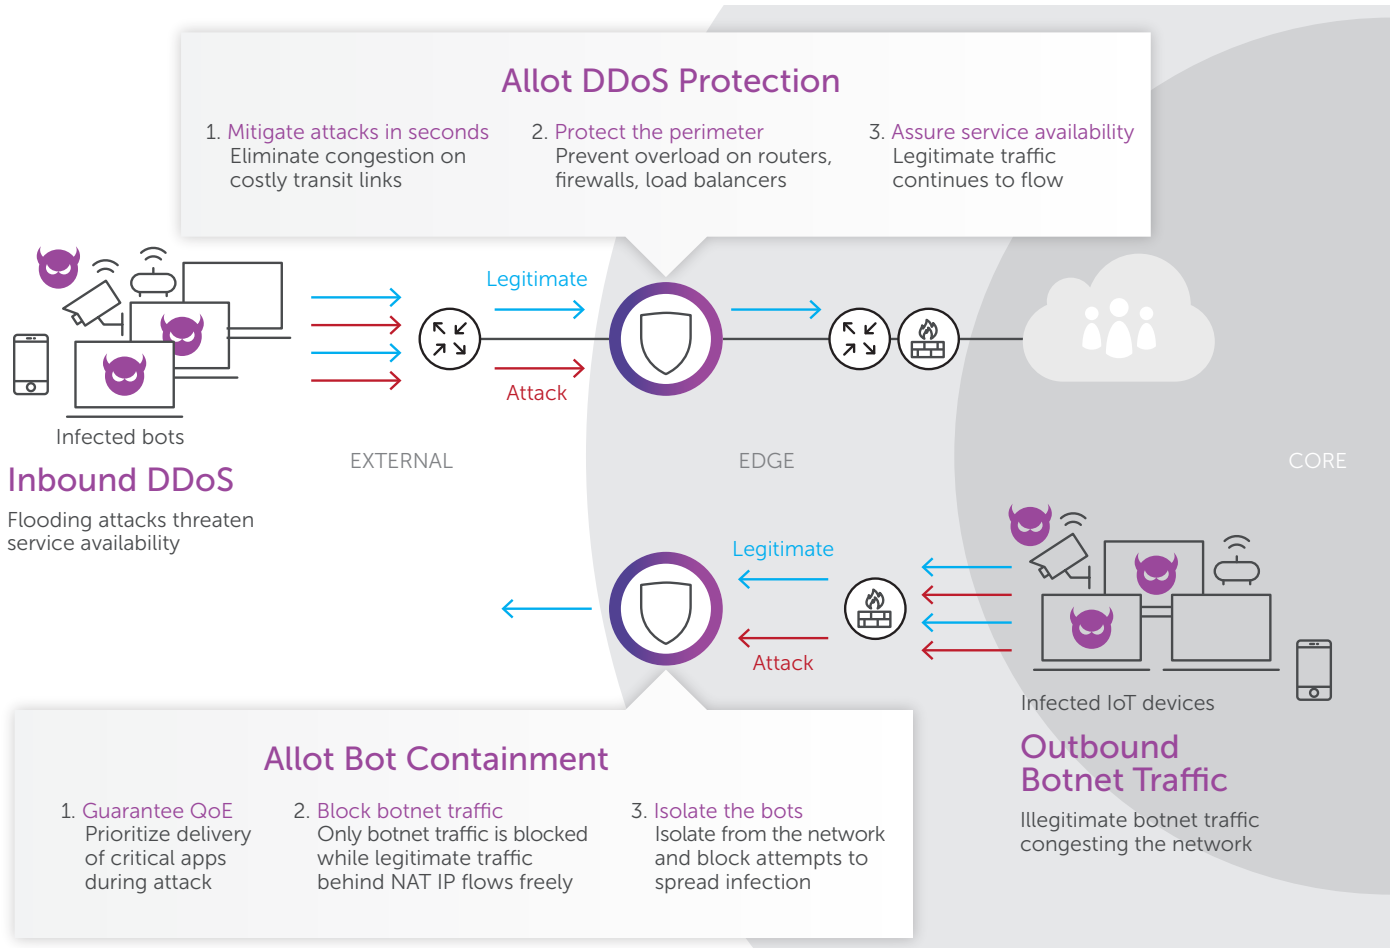 Allot DDoS Protection
1. Mitigate attacks in seconds
Eliminate congestion on
costly transit links
2. Protect the perimeter
Prevent overload on routers,
firewalls, load balancers
3. Assure service availability
Legitimate traffic
continues to flow
Legitimate
Attack
Infected bots
Inbound DDoS
Flooding attacks threaten
service availability
EXTERNAL
EDGE
CORE
Legitimate
Attack
Infected IoT devices
Outbound
Botnet Traffic
Illegitimate botnet traffic
congesting the network
Allot Bot Containment
1. Guarantee QoE
Prioritize delivery
of critical apps
during attack
2. Block botnet traffic
Only botnet traffic is blocked
while legitimate traffic
behind NAT IP flows freely
3. Isolate the bots
Isolate from the network
and block attempts to
spread infection